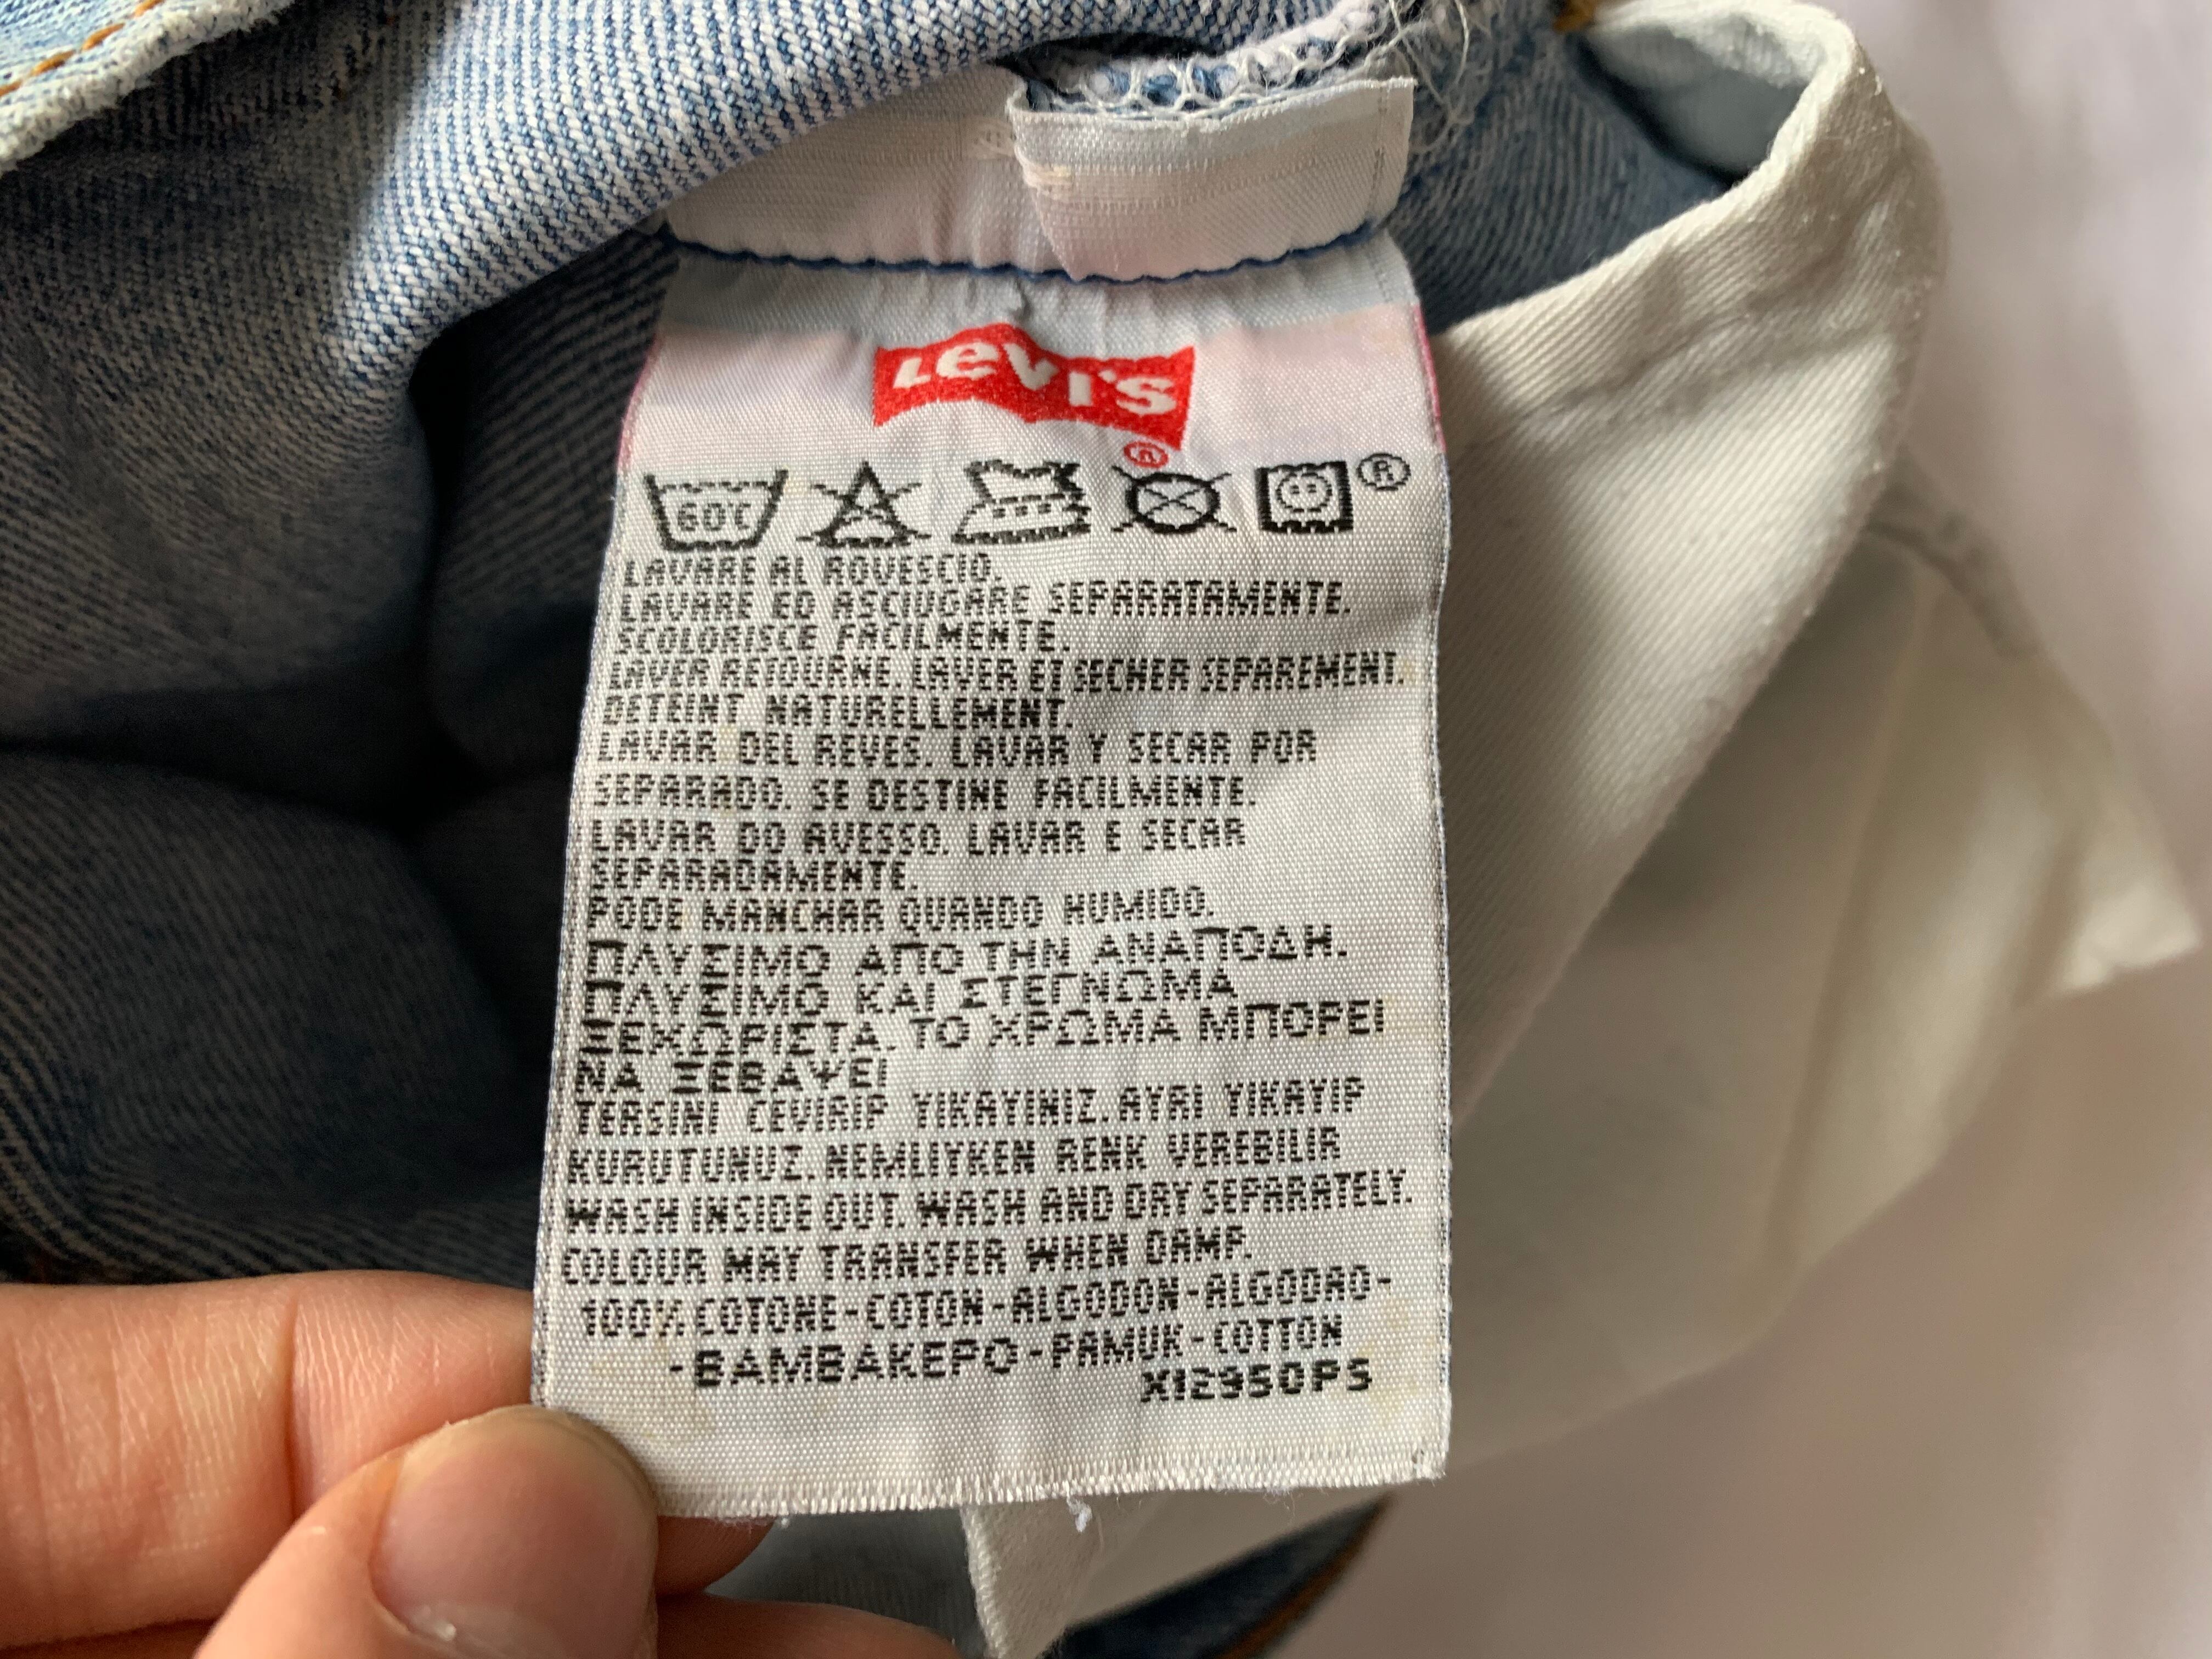 LEVI'S
®
60°C
®
LAVARE AL ROVESCIO.
LAVARE ED ASCIUGARE SEPARATAMENTE.
SCOLORISCE FACILMENTE.
LAVER RETOURNE. LAVER ET SECHER SEPAREMENT.
DETEINT NATURELLEMENT.
LAVAR DEL REVES. LAVAR Y SECAR POR
SEPARADO. SE DESTINE FACILMENTE.
LAVAR DO AVESSO. LAVAR E SECAR
SEPARADAMENTE.
PODE MANCHAR QUANDO HUMIDO.
ΠΛΥΣΙΜΟ ΑΠΟ ΤΗΝ ΑΝΑΠΟΔΗ.
ΠΛΥΣΙΜΟ ΚΑΙ ΣΤΕΓΝΩΜΑ
ΞΕΧΩΡΙΣΤΑ. ΤΟ ΧΡΩΜΑ ΜΠΟΡΕΙ
ΝΑ ΞΕΒΑΨΕΙ
TERSINI CEVIRIP YIKAYINIZ. AYRI YIKAYIP
KURUTUNUZ. NEMLIYKEN RENK VEREBILIR
WASH INSIDE OUT. WASH AND DRY SEPARATELY.
COLOUR MAY TRANSFER WHEN DAMP.
100% COTONE-COTON-ALGODON-ALGODAO-
-ΒΑΜΒΑΚΕΡΟ-PAMUK-COTTON
X12950PS